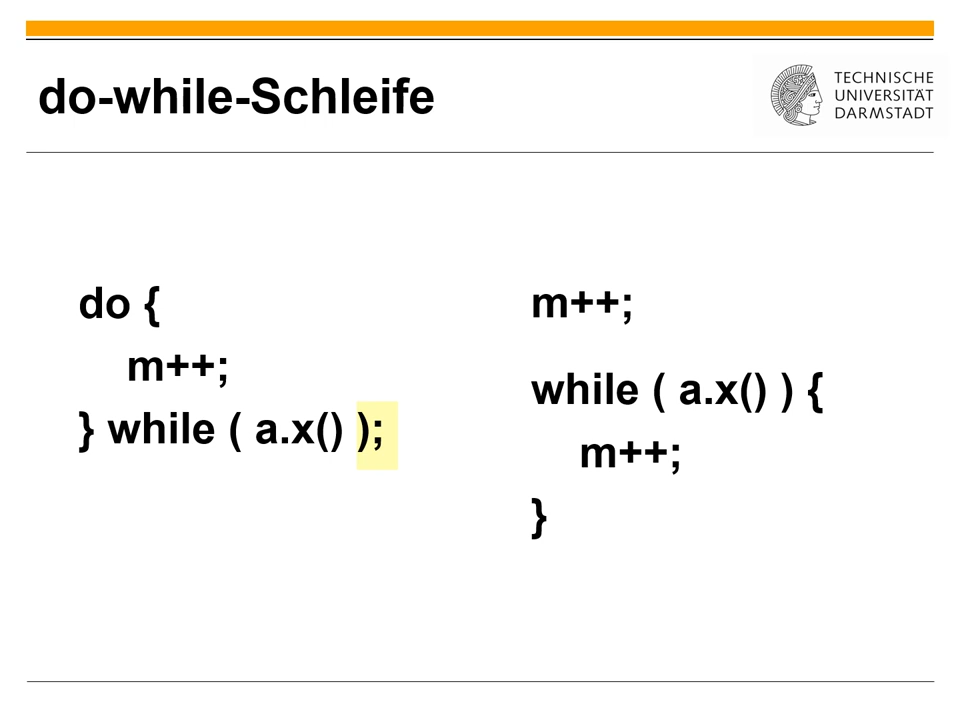 do-while-Schleife
TECHNISCHE
UNIVERSITÄT
DARMSTADT
do {
m++;
} while ( a.x() );
m++;
while ( a.x() ) {
m++;
}